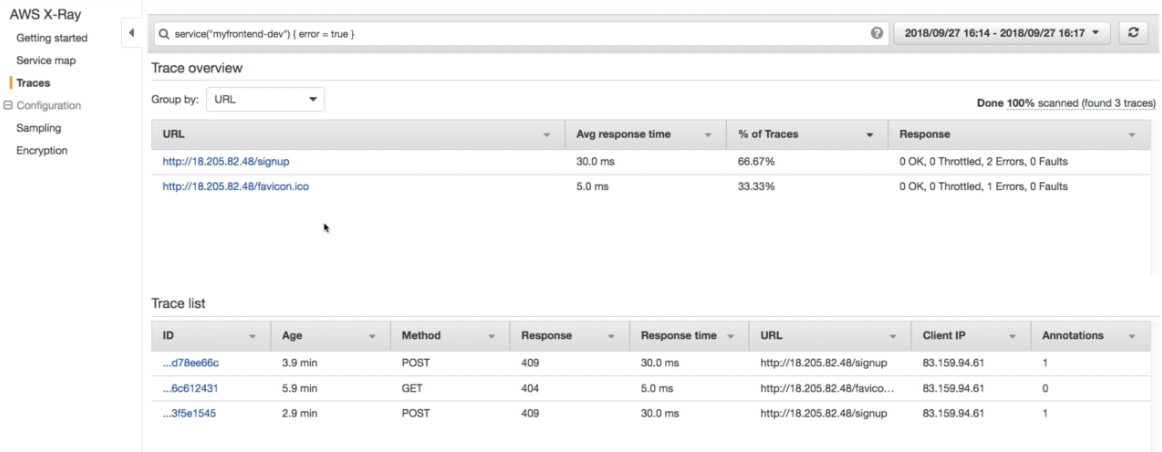 AWS X-Ray
Getting started
Service map
Traces
Configuration
Sampling
Encryption
service("myfrontend-dev") { error = true }
2018/09/27 16:14 - 2018/09/27 16:17
Trace overview
Group by: URL
Done 100% scanned (found 3 traces)
URL Avg response time % of Traces Response
http://18.205.82.48/signup 30.0 ms 66.67% 0 OK, 0 Throttled, 2 Errors, 0 Faults
http://18.205.82.48/favicon.ico 5.0 ms 33.33% 0 OK, 0 Throttled, 1 Errors, 0 Faults
Trace list
ID Age Method Response Response time URL Client IP Annotations
...d78ee66c 3.9 min POST 409 30.0 ms http://18.205.82.48/signup 83.159.94.61 1
...6c612431 5.9 min GET 404 5.0 ms http://18.205.82.48/favico... 83.159.94.61 0
...3f5e1545 2.9 min POST 409 30.0 ms http://18.205.82.48/signup 83.159.94.61 1